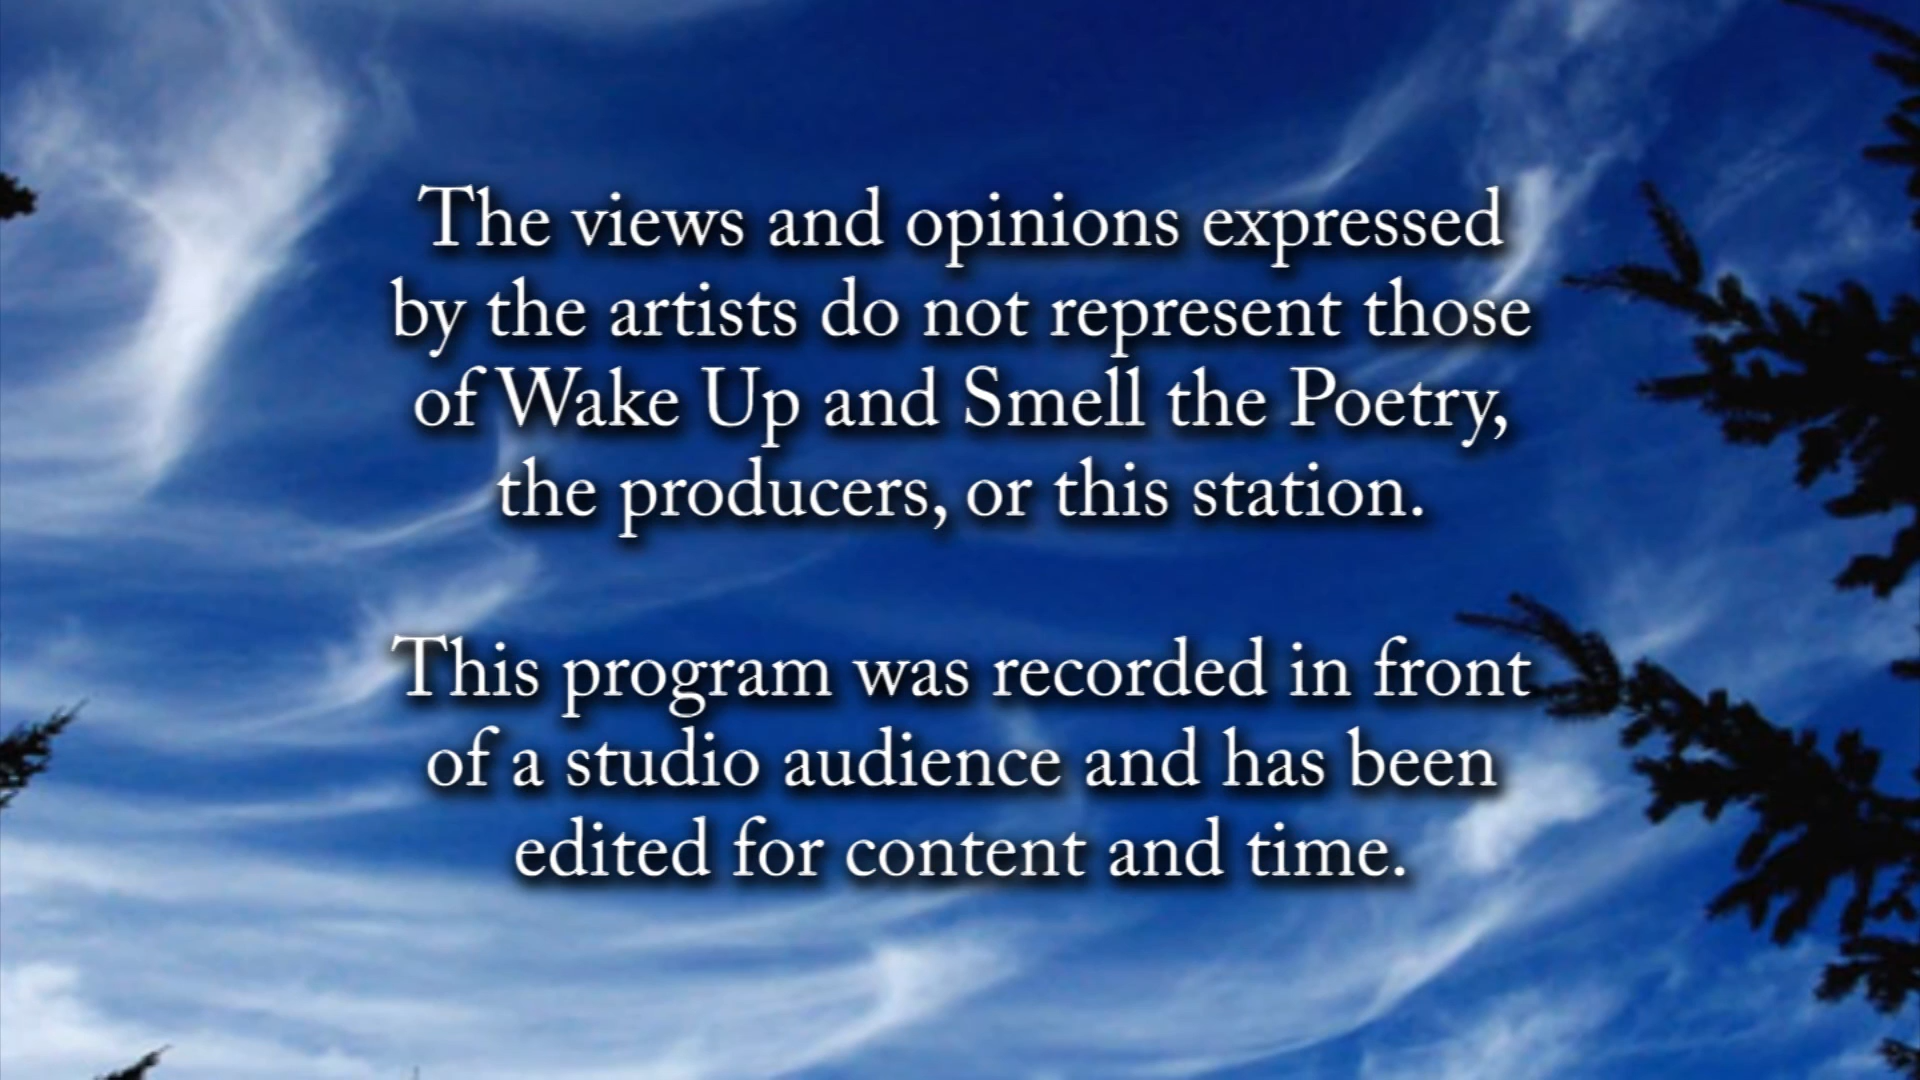 The views and opinions expressed
by the artists do not represent those
of Wake Up and Smell the Poetry,
the producers, or this station.
This program was recorded in front
of a studio audience and has been
edited for content and time.